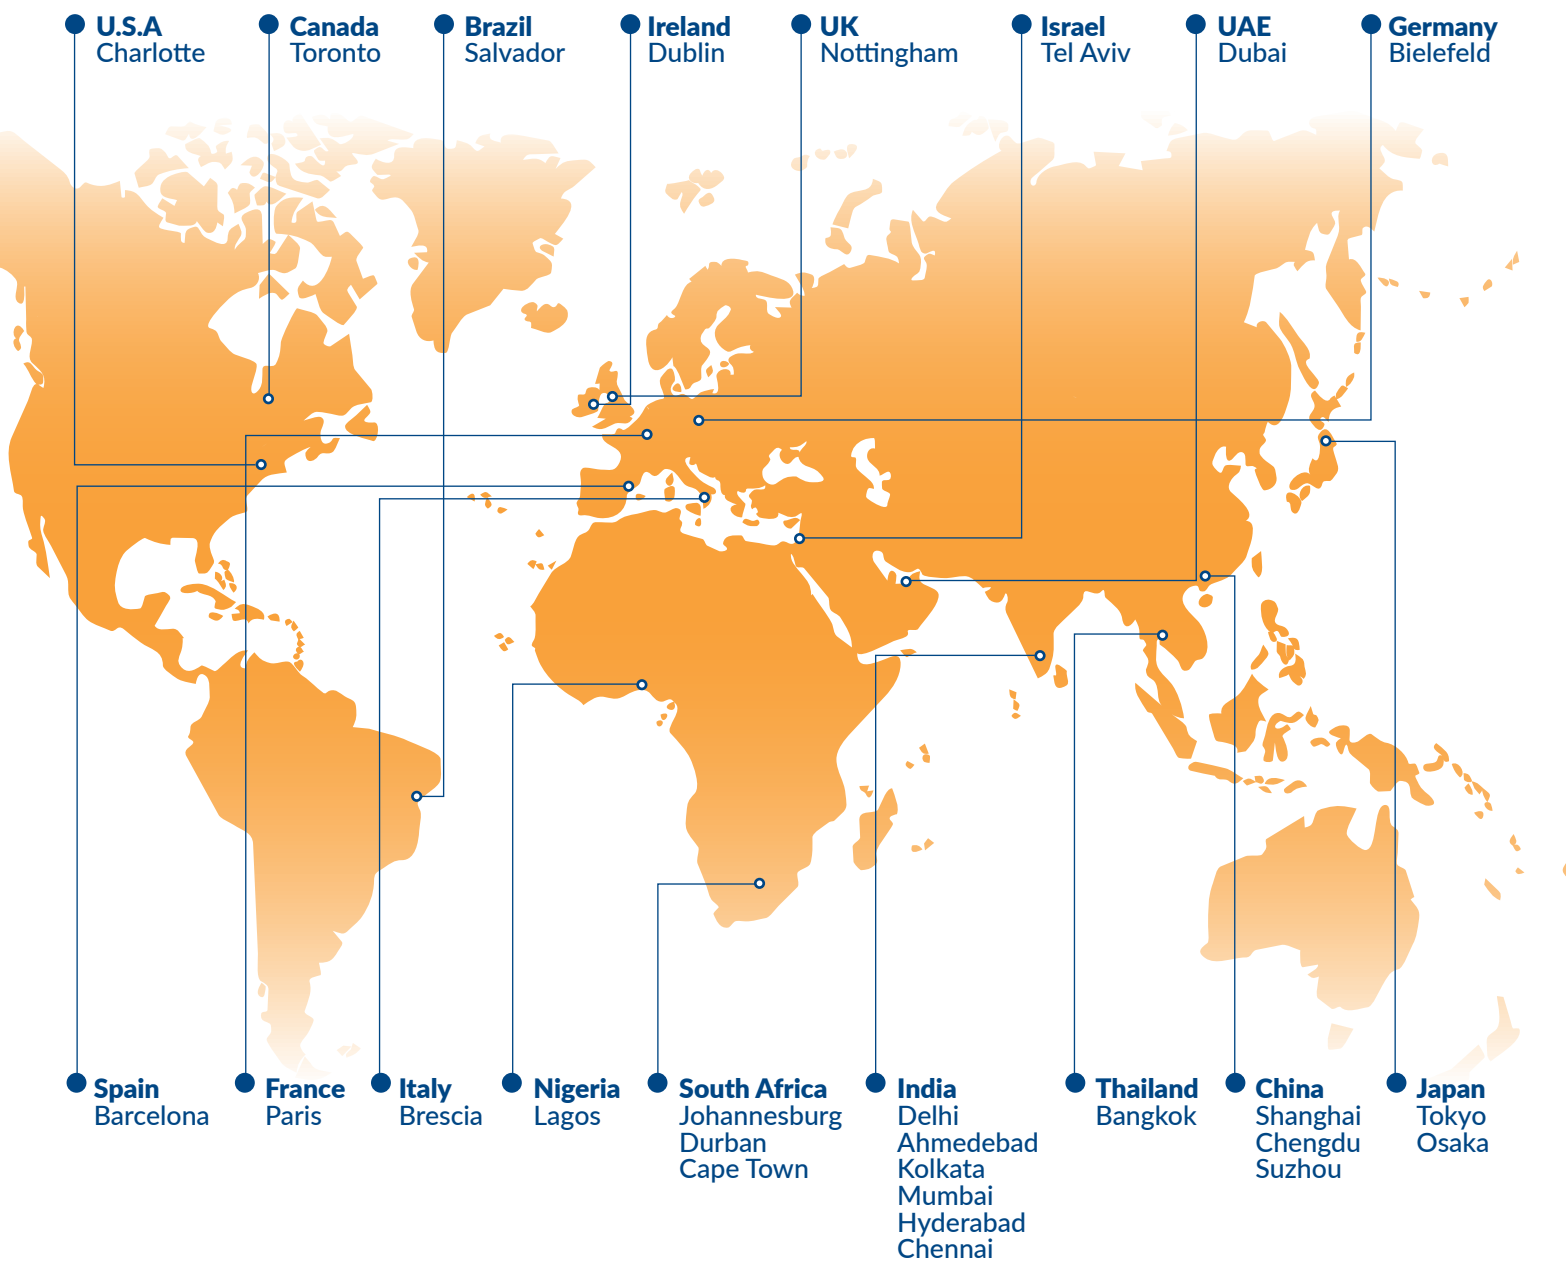 U.S.A
Charlotte
Canada
Toronto
Brazil
Salvador
Ireland
Dublin
UK
Nottingham
Israel
Tel Aviv
UAE
Dubai
Germany
Bielefeld
Spain
Barcelona
France
Paris
Italy
Brescia
Nigeria
Lagos
South Africa
Johannesburg
Durban
Cape Town
India
Delhi
Ahmedebad
Kolkata
Mumbai
Hyderabad
Chennai
Thailand
Bangkok
China
Shanghai
Chengdu
Suzhou
Japan
Tokyo
Osaka